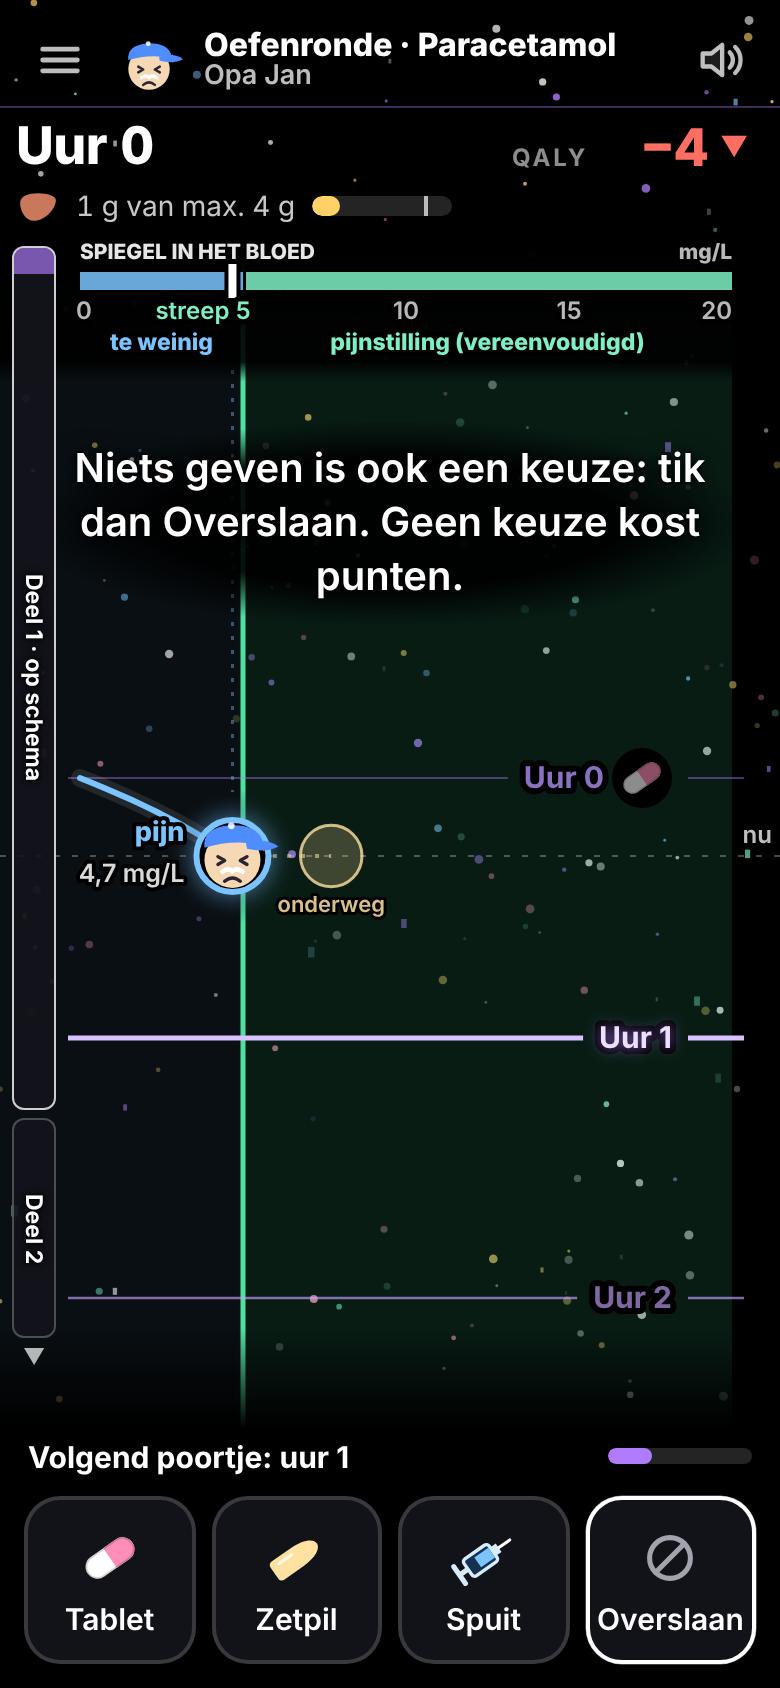 Oefenronde · Paracetamol
Opa Jan
Uur 0
QALY
−4 ▼
1 g van max. 4 g
SPIEGEL IN HET BLOED
mg/L
0
streep 5
10
15
20
te weinig
pijnstilling (vereenvoudigd)
Niets geven is ook een keuze: tik
dan Overslaan. Geen keuze kost
punten.
Deel 1 · op schema
Uur 0
pijn
nu
4,7 mg/L
onderweg
Uur 1
Deel 2
Uur 2
Volgend poortje: uur 1
Tablet
Zetpil
Spuit
Overslaan